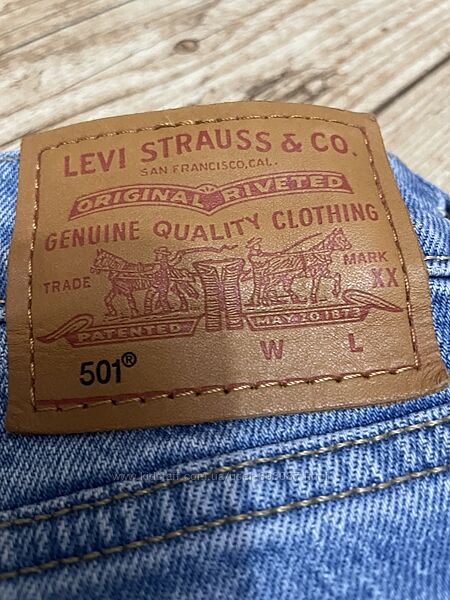 LEVI STRAUSS & CO.
SAN FRANCISCO, CAL.
ORIGINAL RIVETED
GENUINE QUALITY CLOTHING
TRADE MARK
XX
PATENTED MAY 20 1873
501® W L